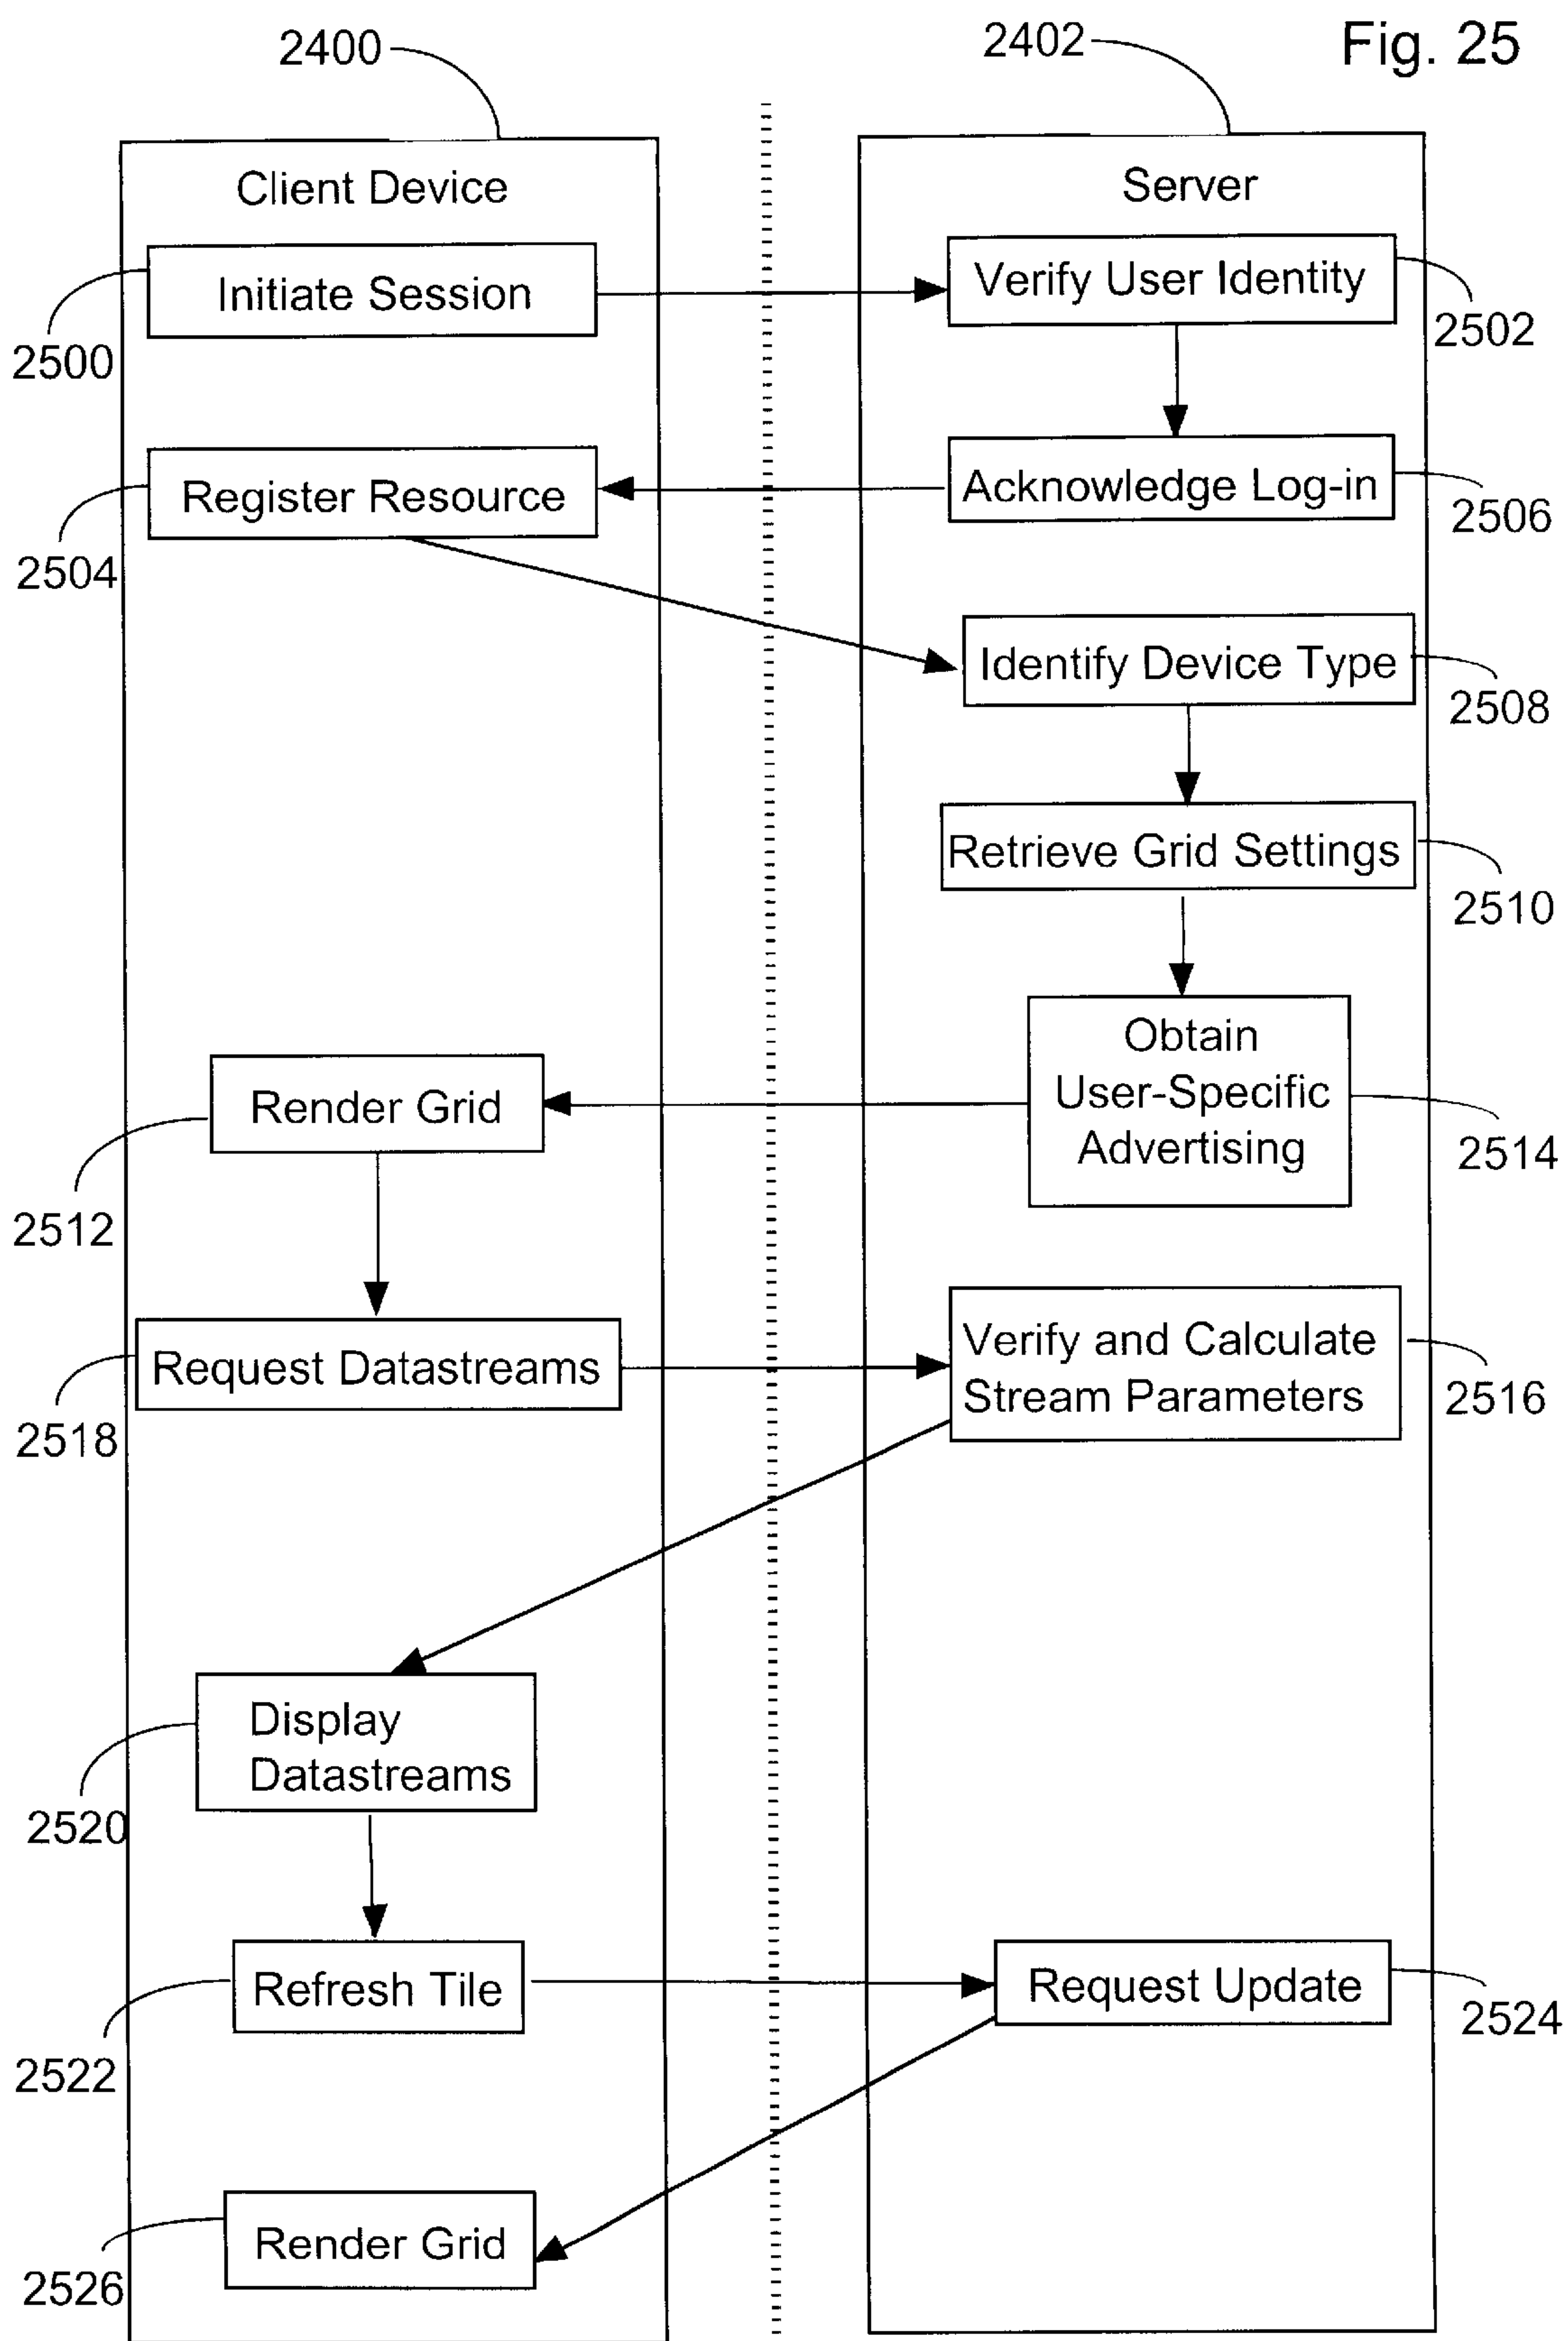 2400
2402
Fig. 25
Client Device
Server
Initiate Session
Verify User Identity
2500
2502
Register Resource
Acknowledge Log-in
2504
2506
Identify Device Type
2508
Retrieve Grid Settings
2510
Obtain
User-Specific
Advertising
Render Grid
2512
2514
Request Datastreams
Verify and Calculate
Stream Parameters
2518
2516
Display
Datastreams
2520
Refresh Tile
Request Update
2522
2524
Render Grid
2526